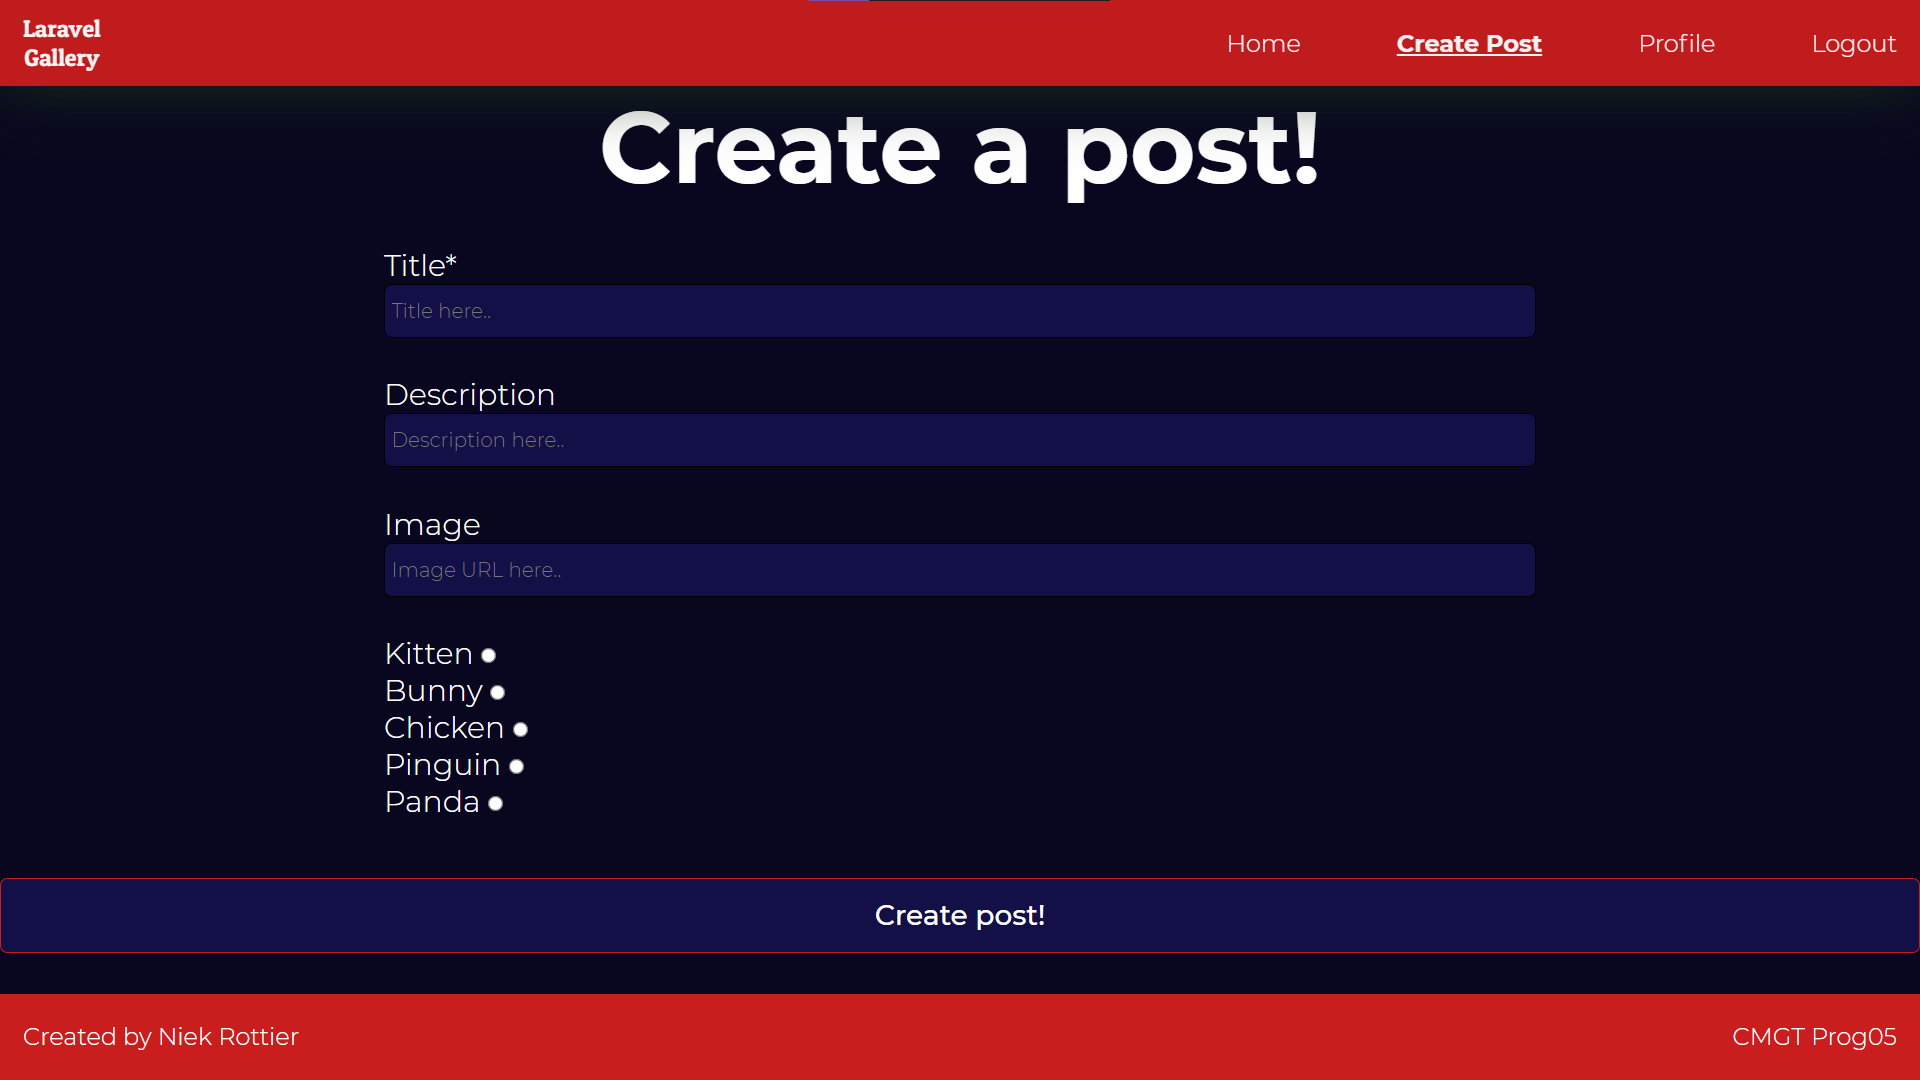 Laravel
Gallery
Home
Create Post
Profile
Logout
Create a post!
Title*
Title here..
Description
Description here..
Image
Image URL here..
Kitten
Bunny
Chicken
Pinguin
Panda
Create post!
Created by Niek Rottier
CMGT Prog05